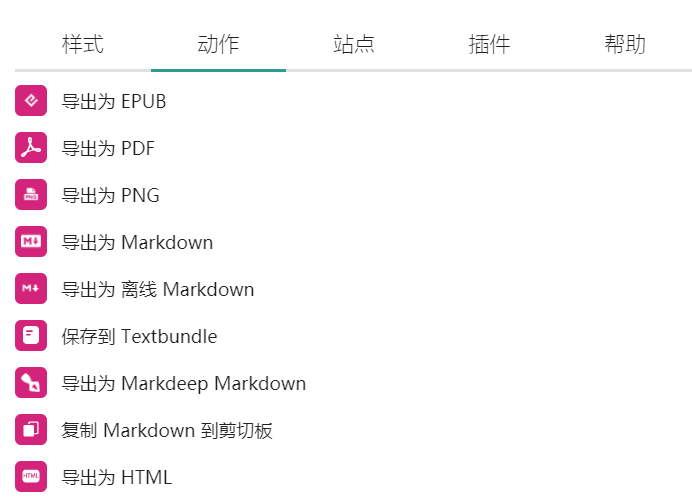 样式 动作 站点 插件 帮助
导出为 EPUB
导出为 PDF
PNG 导出为 PNG
M 导出为 Markdown
M 导出为 离线 Markdown
保存到 Textbundle
导出为 Markdeep Markdown
复制 Markdown 到剪切板
HTML 导出为 HTML